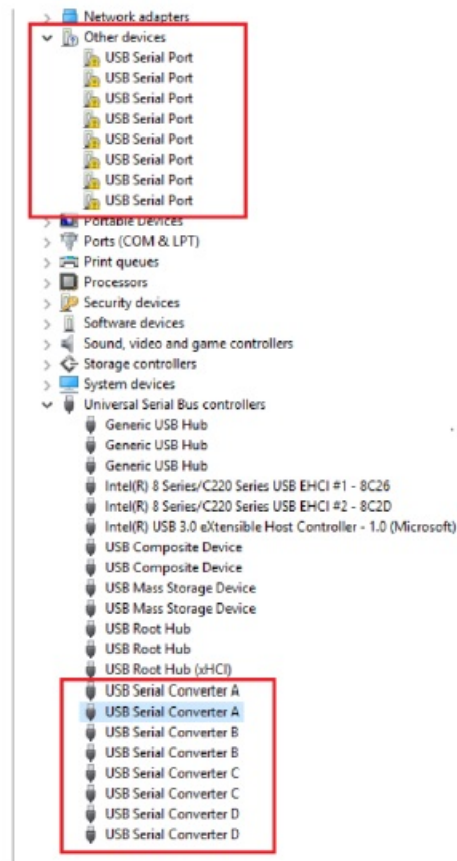 Network adapters
Other devices
USB Serial Port
USB Serial Port
USB Serial Port
USB Serial Port
USB Serial Port
USB Serial Port
USB Serial Port
USB Serial Port
Portable Devices
Ports (COM & LPT)
Print queues
Processors
Security devices
Software devices
Sound, video and game controllers
Storage controllers
System devices
Universal Serial Bus controllers
Generic USB Hub
Generic USB Hub
Generic USB Hub
Intel(R) 8 Series/C220 Series USB EHCI #1 - 8C26
Intel(R) 8 Series/C220 Series USB EHCI #2 - 8C2D
Intel(R) USB 3.0 eXtensible Host Controller - 1.0 (Microsoft)
USB Composite Device
USB Composite Device
USB Mass Storage Device
USB Mass Storage Device
USB Root Hub
USB Root Hub
USB Root Hub (xHCI)
USB Serial Converter A
USB Serial Converter A
USB Serial Converter B
USB Serial Converter B
USB Serial Converter C
USB Serial Converter C
USB Serial Converter D
USB Serial Converter D